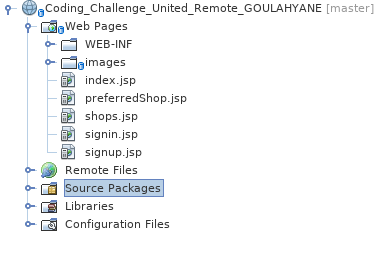 Coding_Challenge_United_Remote_GOULAHYANE [master]
Web Pages
WEB-INF
images
index.jsp
preferredShop.jsp
shops.jsp
signin.jsp
signup.jsp
Remote Files
Source Packages
Libraries
Configuration Files